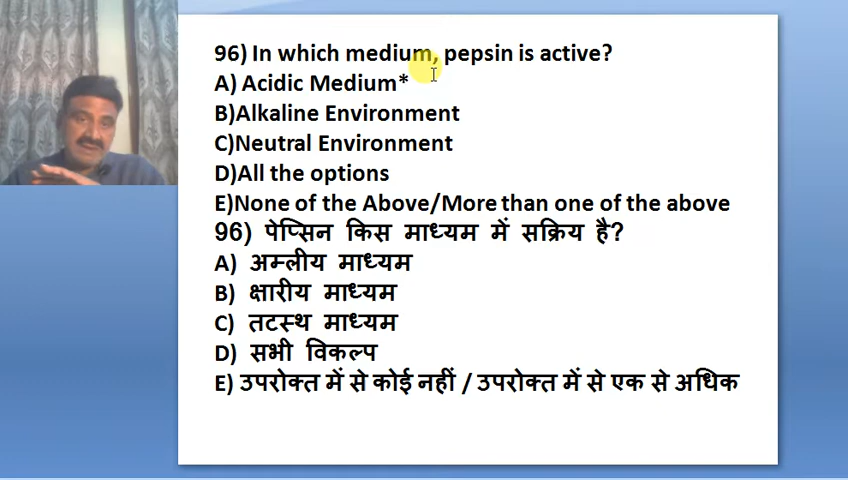 96) In which medium, pepsin is active?
A) Acidic Medium*
B)Alkaline Environment
C)Neutral Environment
D)All the options
E)None of the Above/More than one of the above
96) पेप्सिन किस माध्यम में सक्रिय है?
A) अम्लीय माध्यम
B) क्षारीय माध्यम
C) तटस्थ माध्यम
D) सभी विकल्प
E) उपरोक्त में से कोई नहीं / उपरोक्त में से एक से अधिक